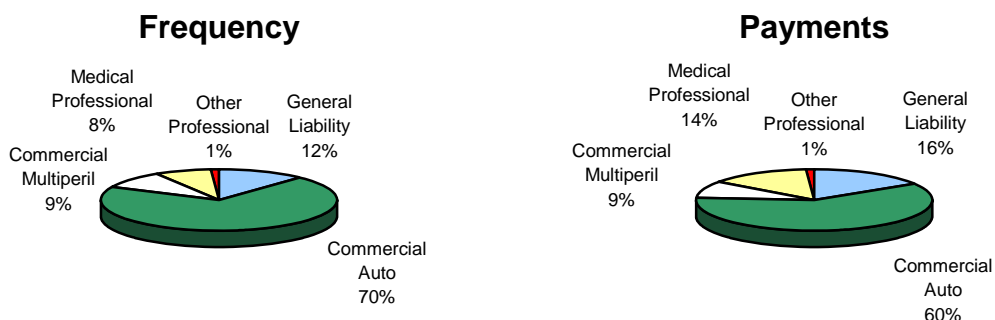 Frequency
Medical
Professional
8%
Other
Professional
1%
General
Liability
12%
Commercial
Multiperil
9%
Commercial
Auto
70%
Payments
Medical
Professional
14%
Other
Professional
1%
General
Liability
16%
Commercial
Multiperil
9%
Commercial
Auto
60%